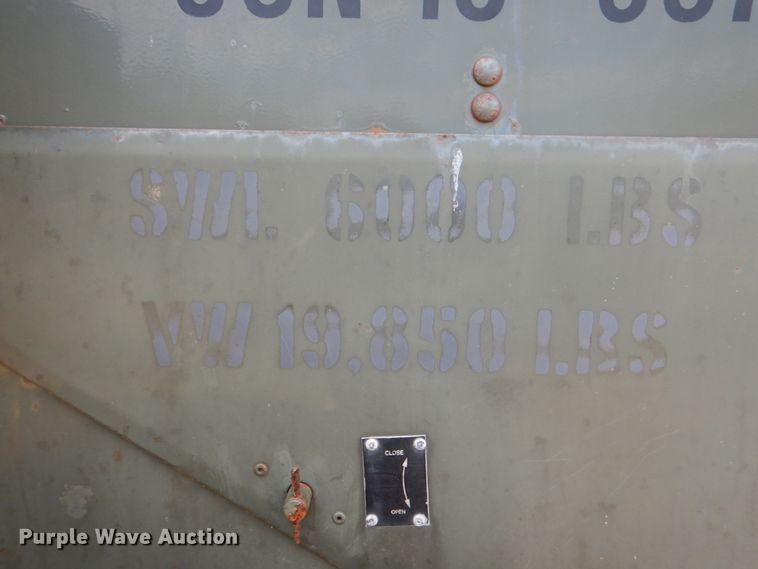 SWL 6000 LBS
VW 19,850 LBS
CLOSE
OPEN
Purple Wave Auction